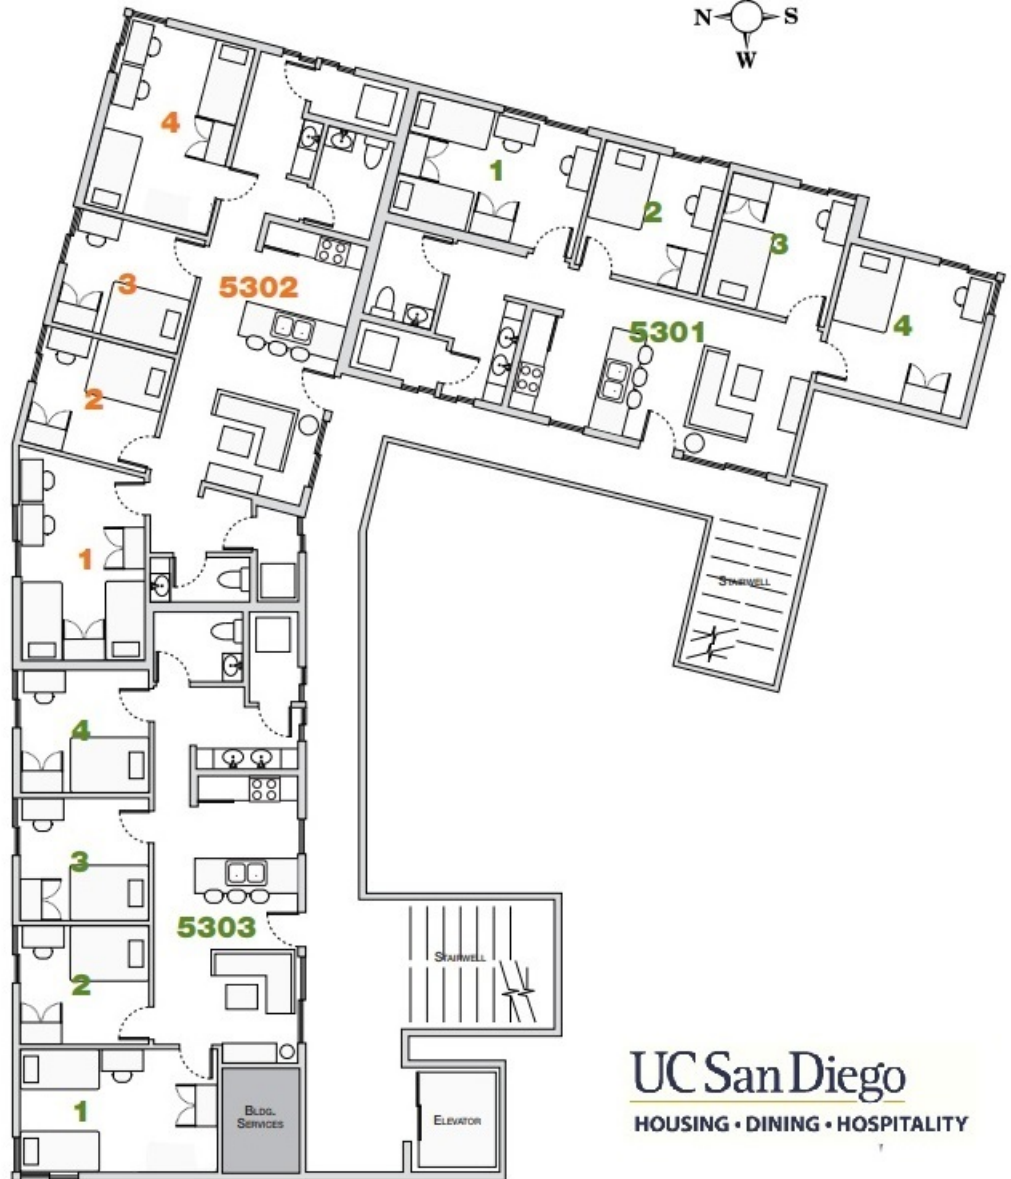 N S
W
4
1
2
3
3
5302
4
5301
2
1
STAIRWELL
4
3
5303
STAIRWELL
2
1
BLDG.
SERVICES
ELEVATOR
UC San Diego
HOUSING • DINING • HOSPITALITY